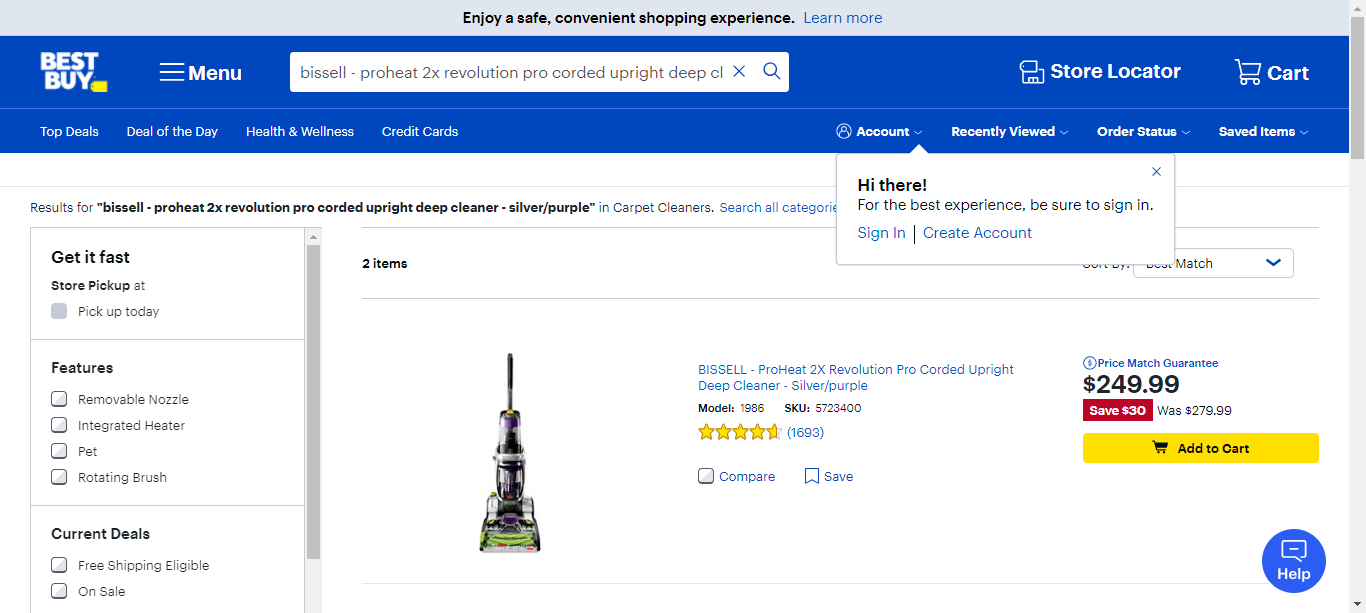 Enjoy a safe, convenient shopping experience. Learn more
BEST BUY
Menu
bissell - proheat 2x revolution pro corded upright deep cl
Store Locator
Cart
Top Deals
Deal of the Day
Health & Wellness
Credit Cards
Account
Recently Viewed
Order Status
Saved Items
Hi there!
For the best experience, be sure to sign in.
Sign In | Create Account
Results for "bissell - proheat 2x revolution pro corded upright deep cleaner - silver/purple" in Carpet Cleaners. Search all categorie
Get it fast
Store Pickup at
Pick up today
Features
Removable Nozzle
Integrated Heater
Pet
Rotating Brush
Current Deals
Free Shipping Eligible
On Sale
2 items
Sort By: Best Match
BISSELL - ProHeat 2X Revolution Pro Corded Upright
Deep Cleaner - Silver/purple
Model: 1986 SKU: 5723400
(1693)
Compare
Save
Price Match Guarantee
$249.99
Save $30 Was $279.99
Add to Cart
Help